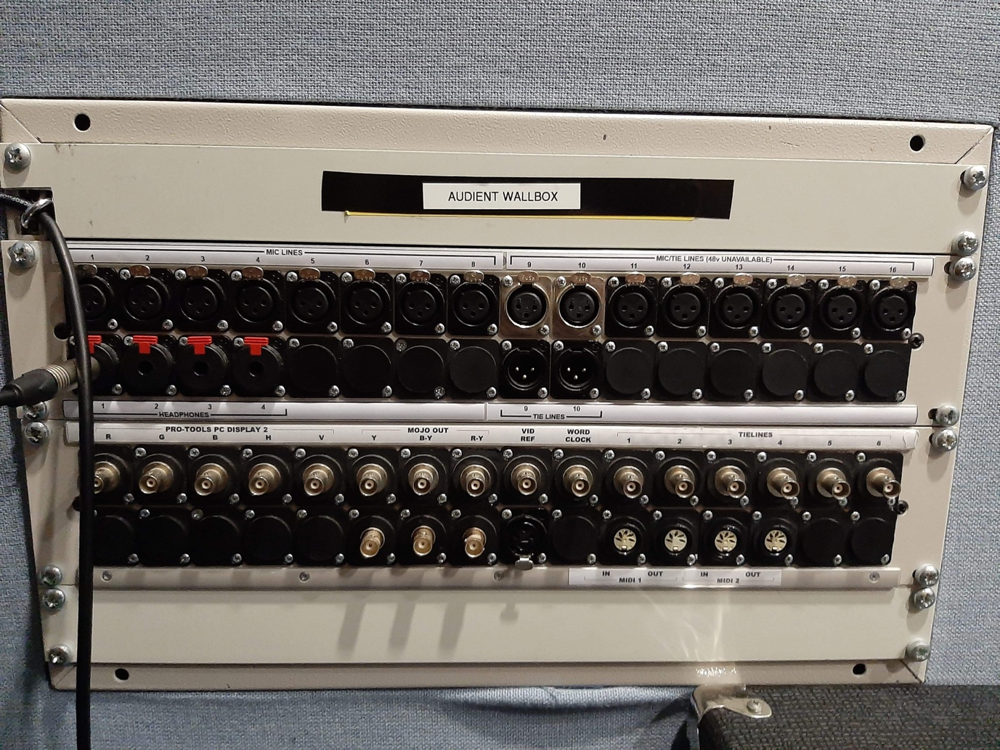 AUDIENT WALLBOX
MIC LINES
MIC/TIE LINES (48v UNAVAILABLE)
1 2 3 4 5 6 7 8 9 10 11 12 13 14 15 16
PUSH PUSH
1 2 3 4 9 10
HEADPHONES
TIE LINES
PRO-TOOLS PC DISPLAY 2
MOJO OUT
VID REF
WORD CLOCK
TIELINES
R G B H V Y B-Y R-Y 1 2 3 4 5 6
IN OUT IN OUT
MIDI 1 MIDI 2